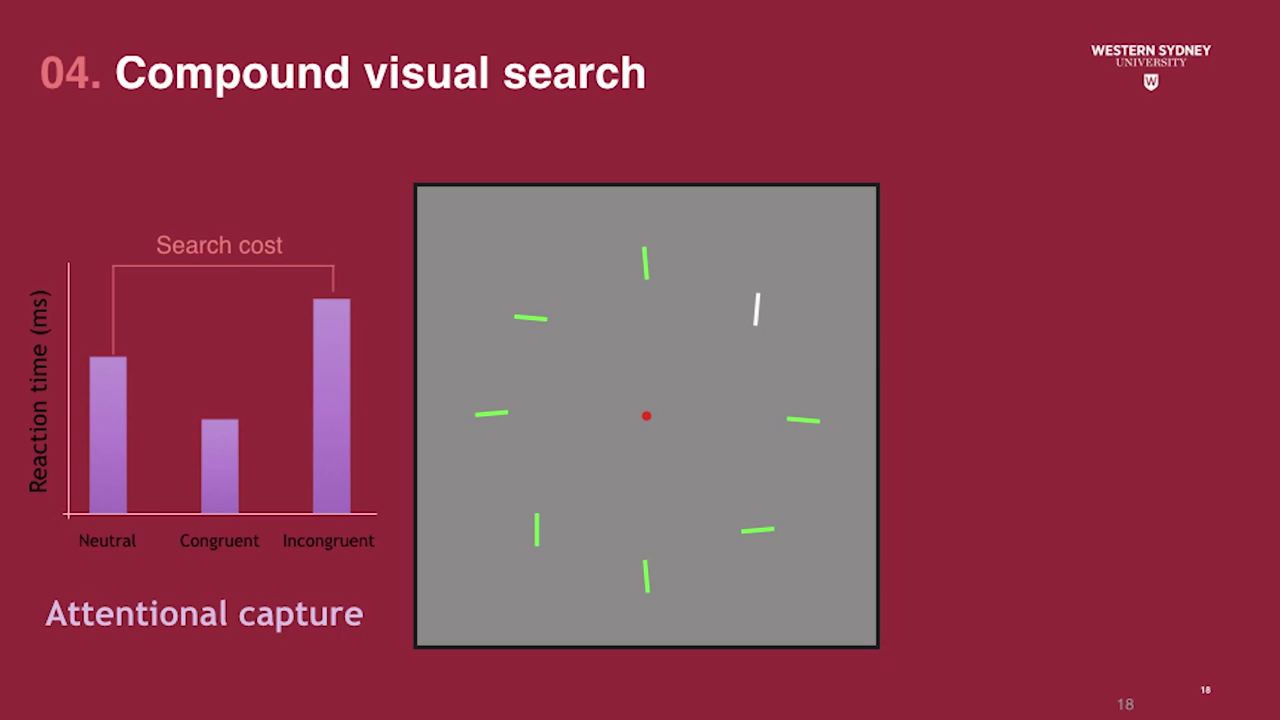 04. Compound visual search
WESTERN SYDNEY
UNIVERSITY
W
Search cost
Reaction time (ms)
Neutral Congruent Incongruent
Attentional capture
18
18